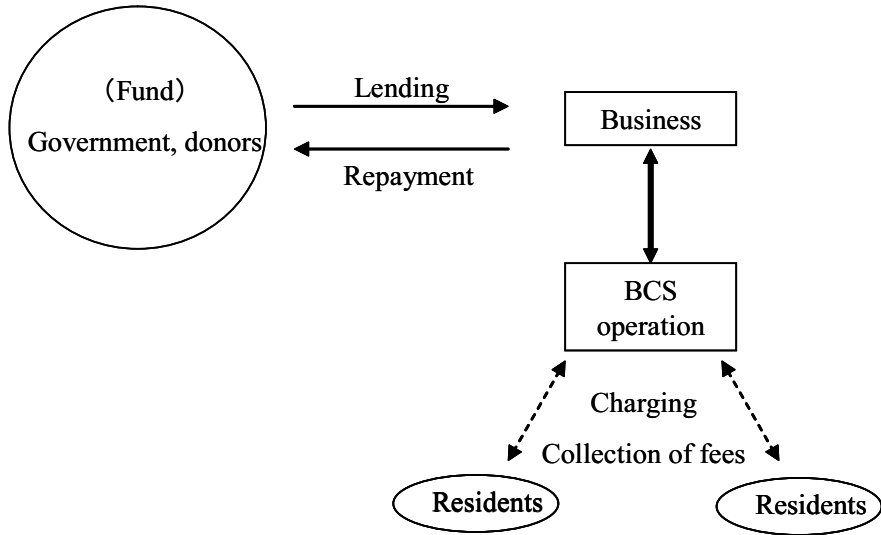 （Fund）
Government, donors
Lending
Repayment
Business
BCS
operation
Charging
Collection of fees
Residents
Residents